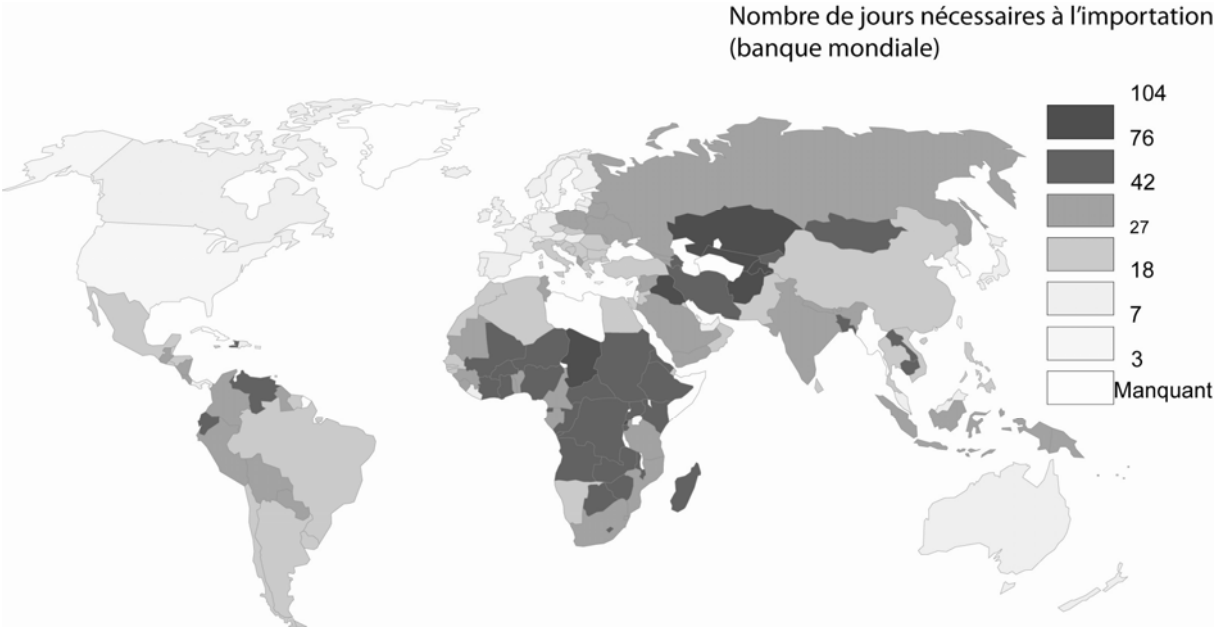 Nombre de jours nécessaires à l'importation
(banque mondiale)
104
76
42
27
18
7
3
Manquant